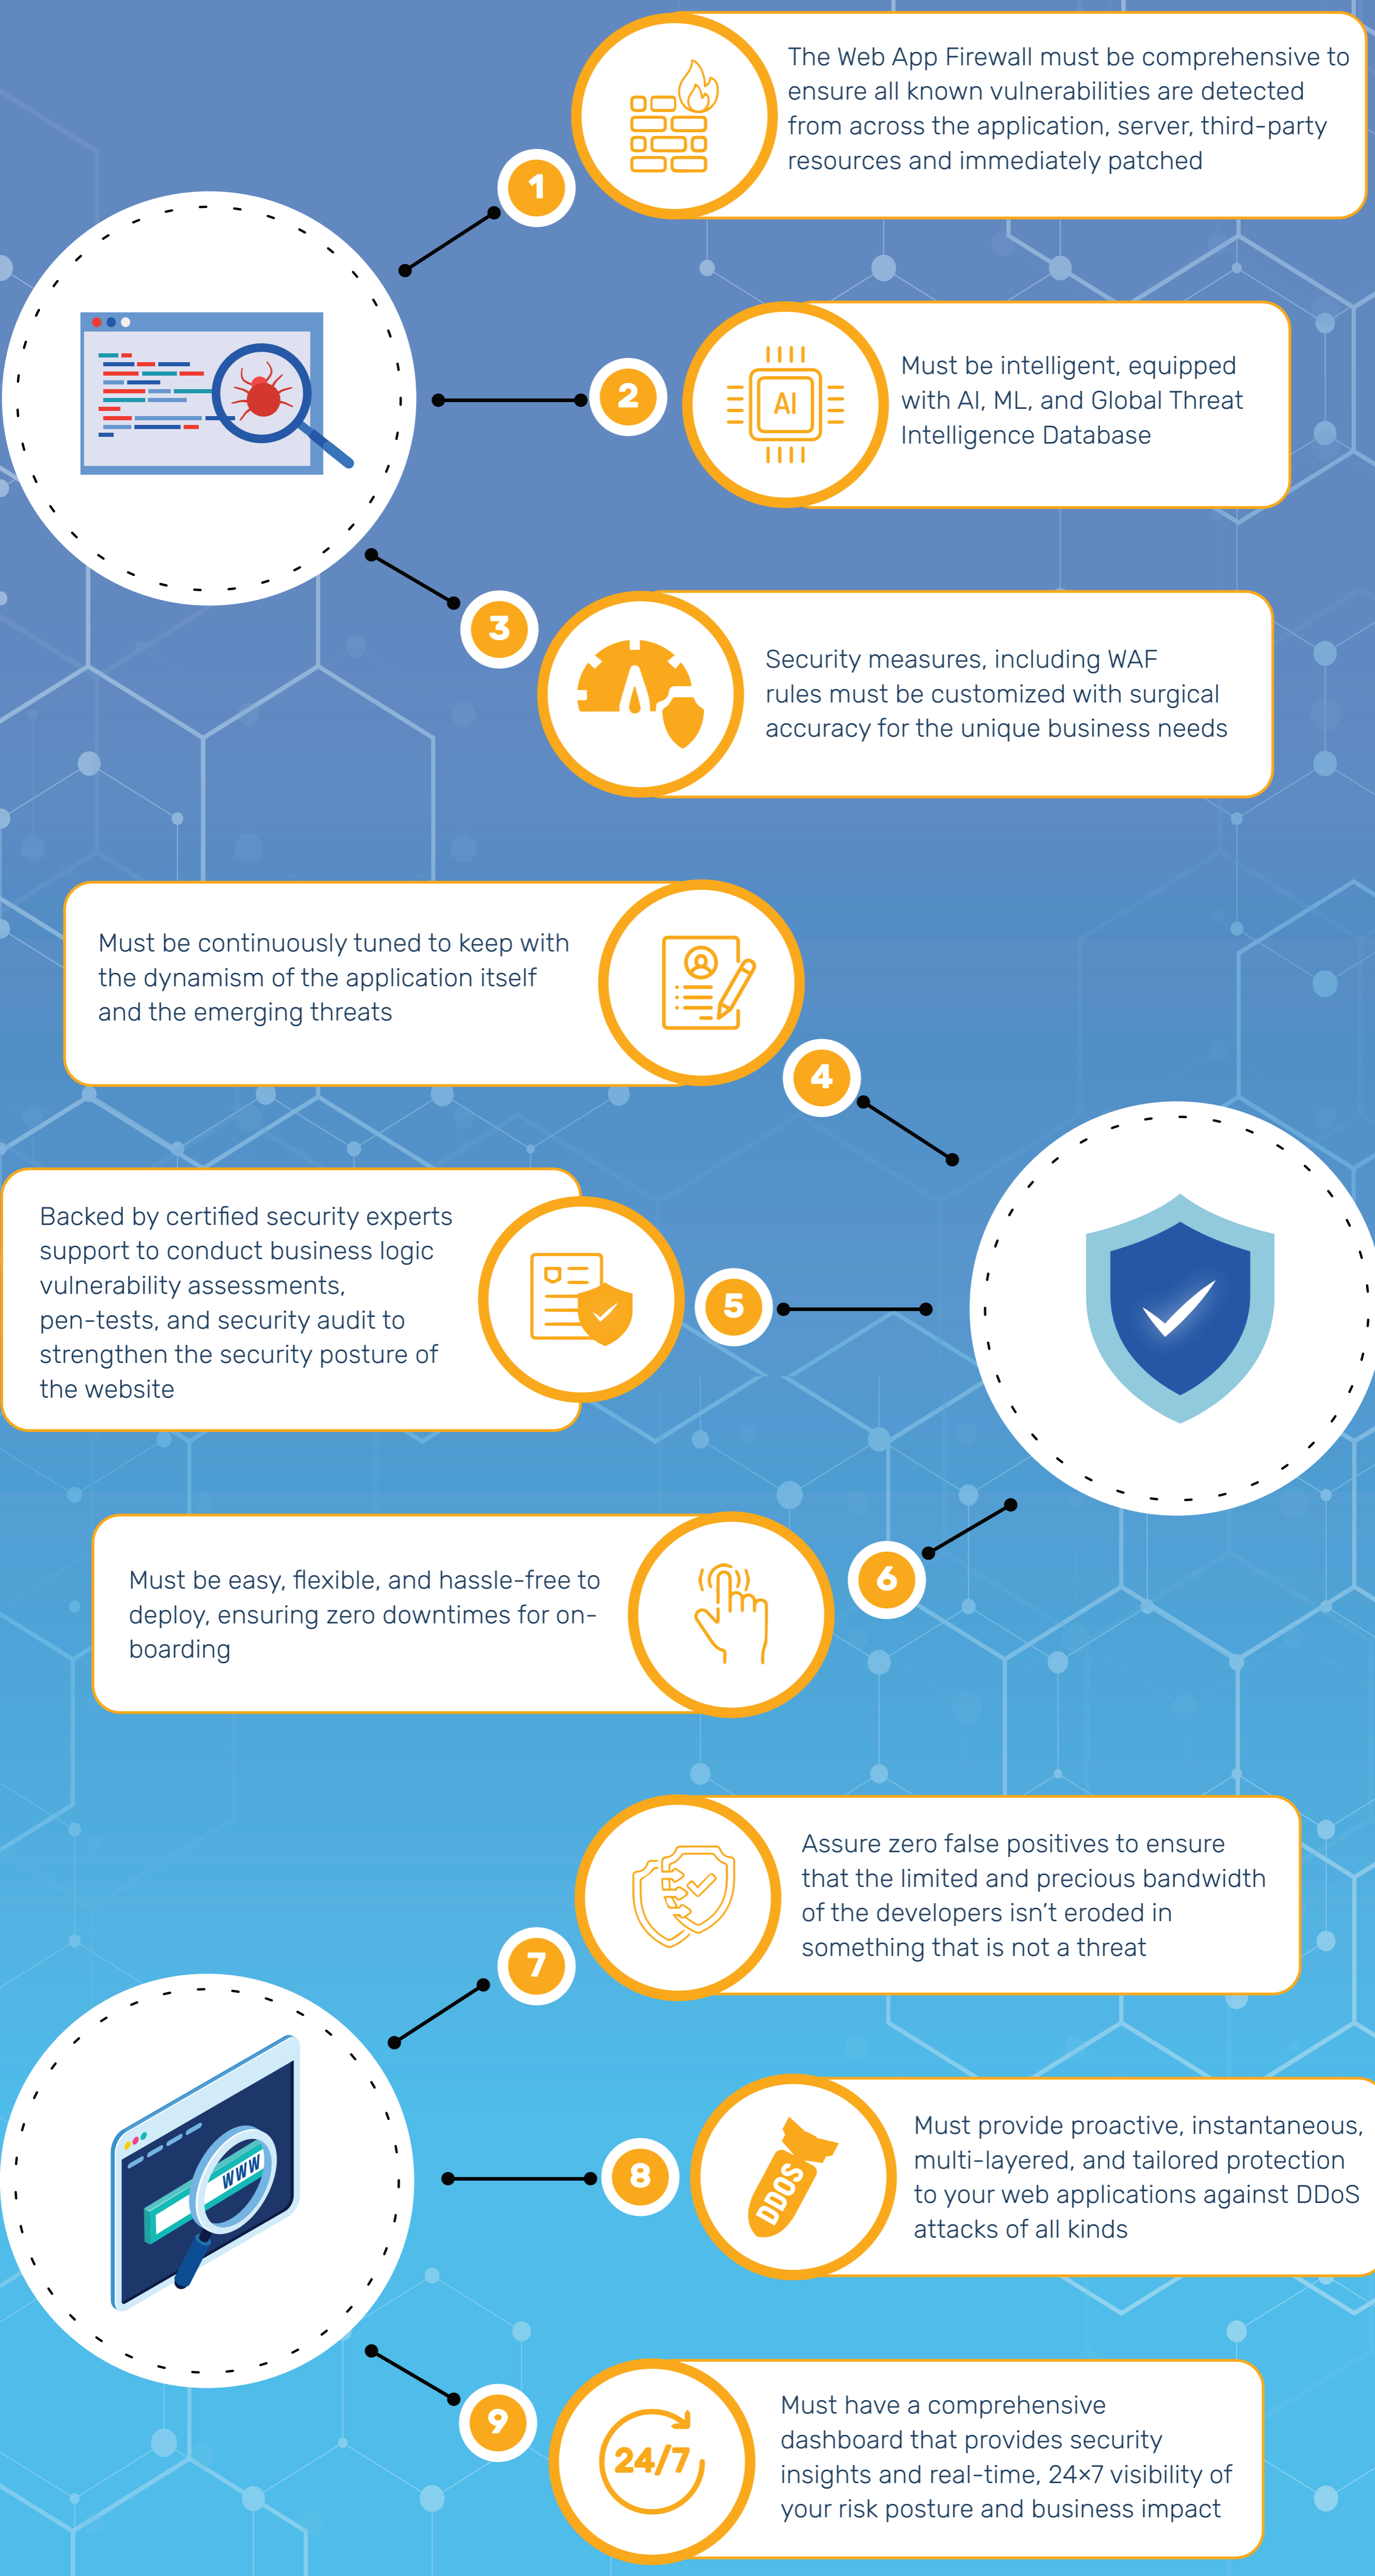 The Web App Firewall must be comprehensive to
ensure all known vulnerabilities are detected
from across the application, server, third-party
resources and immediately patched
1
2
AI
Must be intelligent, equipped
with AI, ML, and Global Threat
Intelligence Database
3
Security measures, including WAF
rules must be customized with surgical
accuracy for the unique business needs
Must be continuously tuned to keep with
the dynamism of the application itself
and the emerging threats
4
Backed by certified security experts
support to conduct business logic
vulnerability assessments,
pen-tests, and security audit to
strengthen the security posture of
the website
5
Must be easy, flexible, and hassle-free to
deploy, ensuring zero downtimes for on-
boarding
6
Assure zero false positives to ensure
that the limited and precious bandwidth
of the developers isn't eroded in
something that is not a threat
7
WWW
8
DDOS
Must provide proactive, instantaneous,
multi-layered, and tailored protection
to your web applications against DDoS
attacks of all kinds
9
24/7
Must have a comprehensive
dashboard that provides security
insights and real-time, 24×7 visibility of
your risk posture and business impact